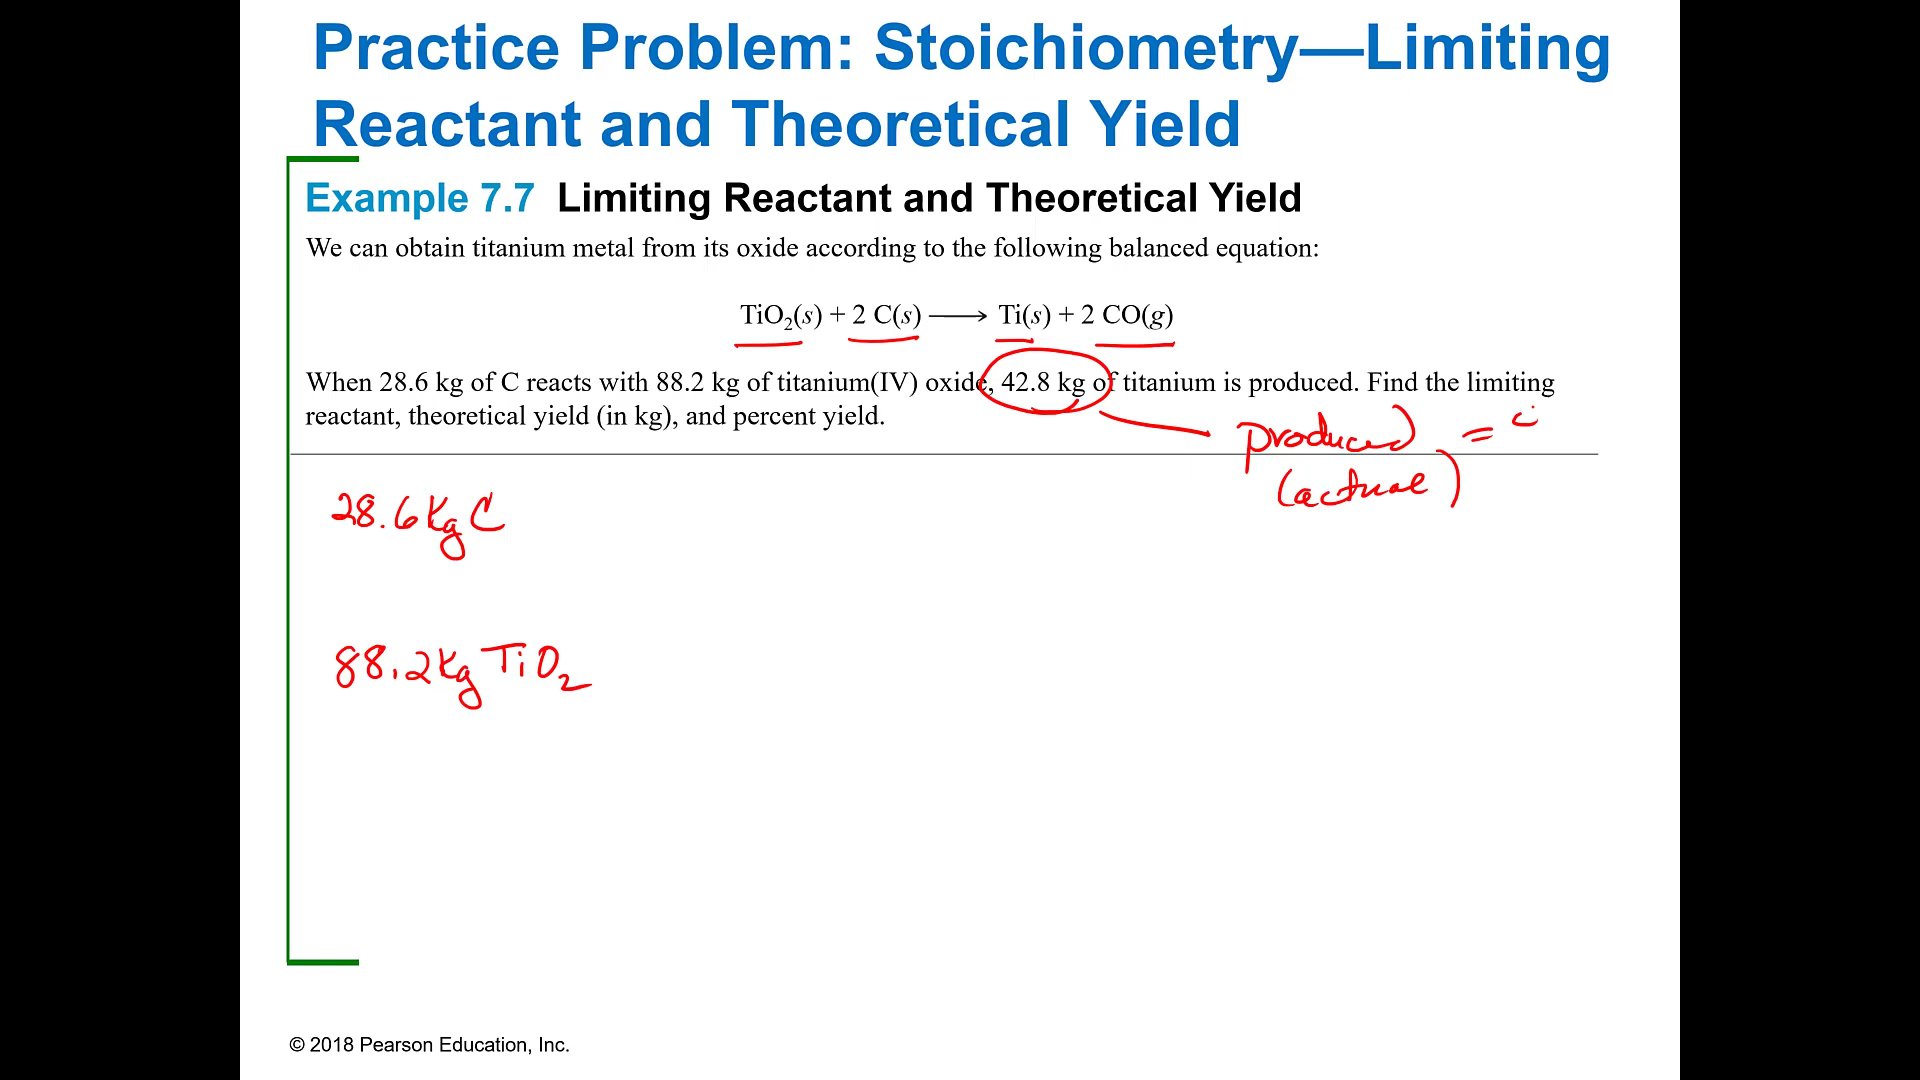 Practice Problem: Stoichiometry—Limiting
Reactant and Theoretical Yield
Example 7.7 Limiting Reactant and Theoretical Yield
We can obtain titanium metal from its oxide according to the following balanced equation:
TiO₂(s) + 2 C(s) ⟶ Ti(s) + 2 CO(g)
When 28.6 kg of C reacts with 88.2 kg of titanium(IV) oxide, 42.8 kg of titanium is produced. Find the limiting
reactant, theoretical yield (in kg), and percent yield.
produced =
(actual)
28.6 kg C
88.2 kg TiO₂
© 2018 Pearson Education, Inc.